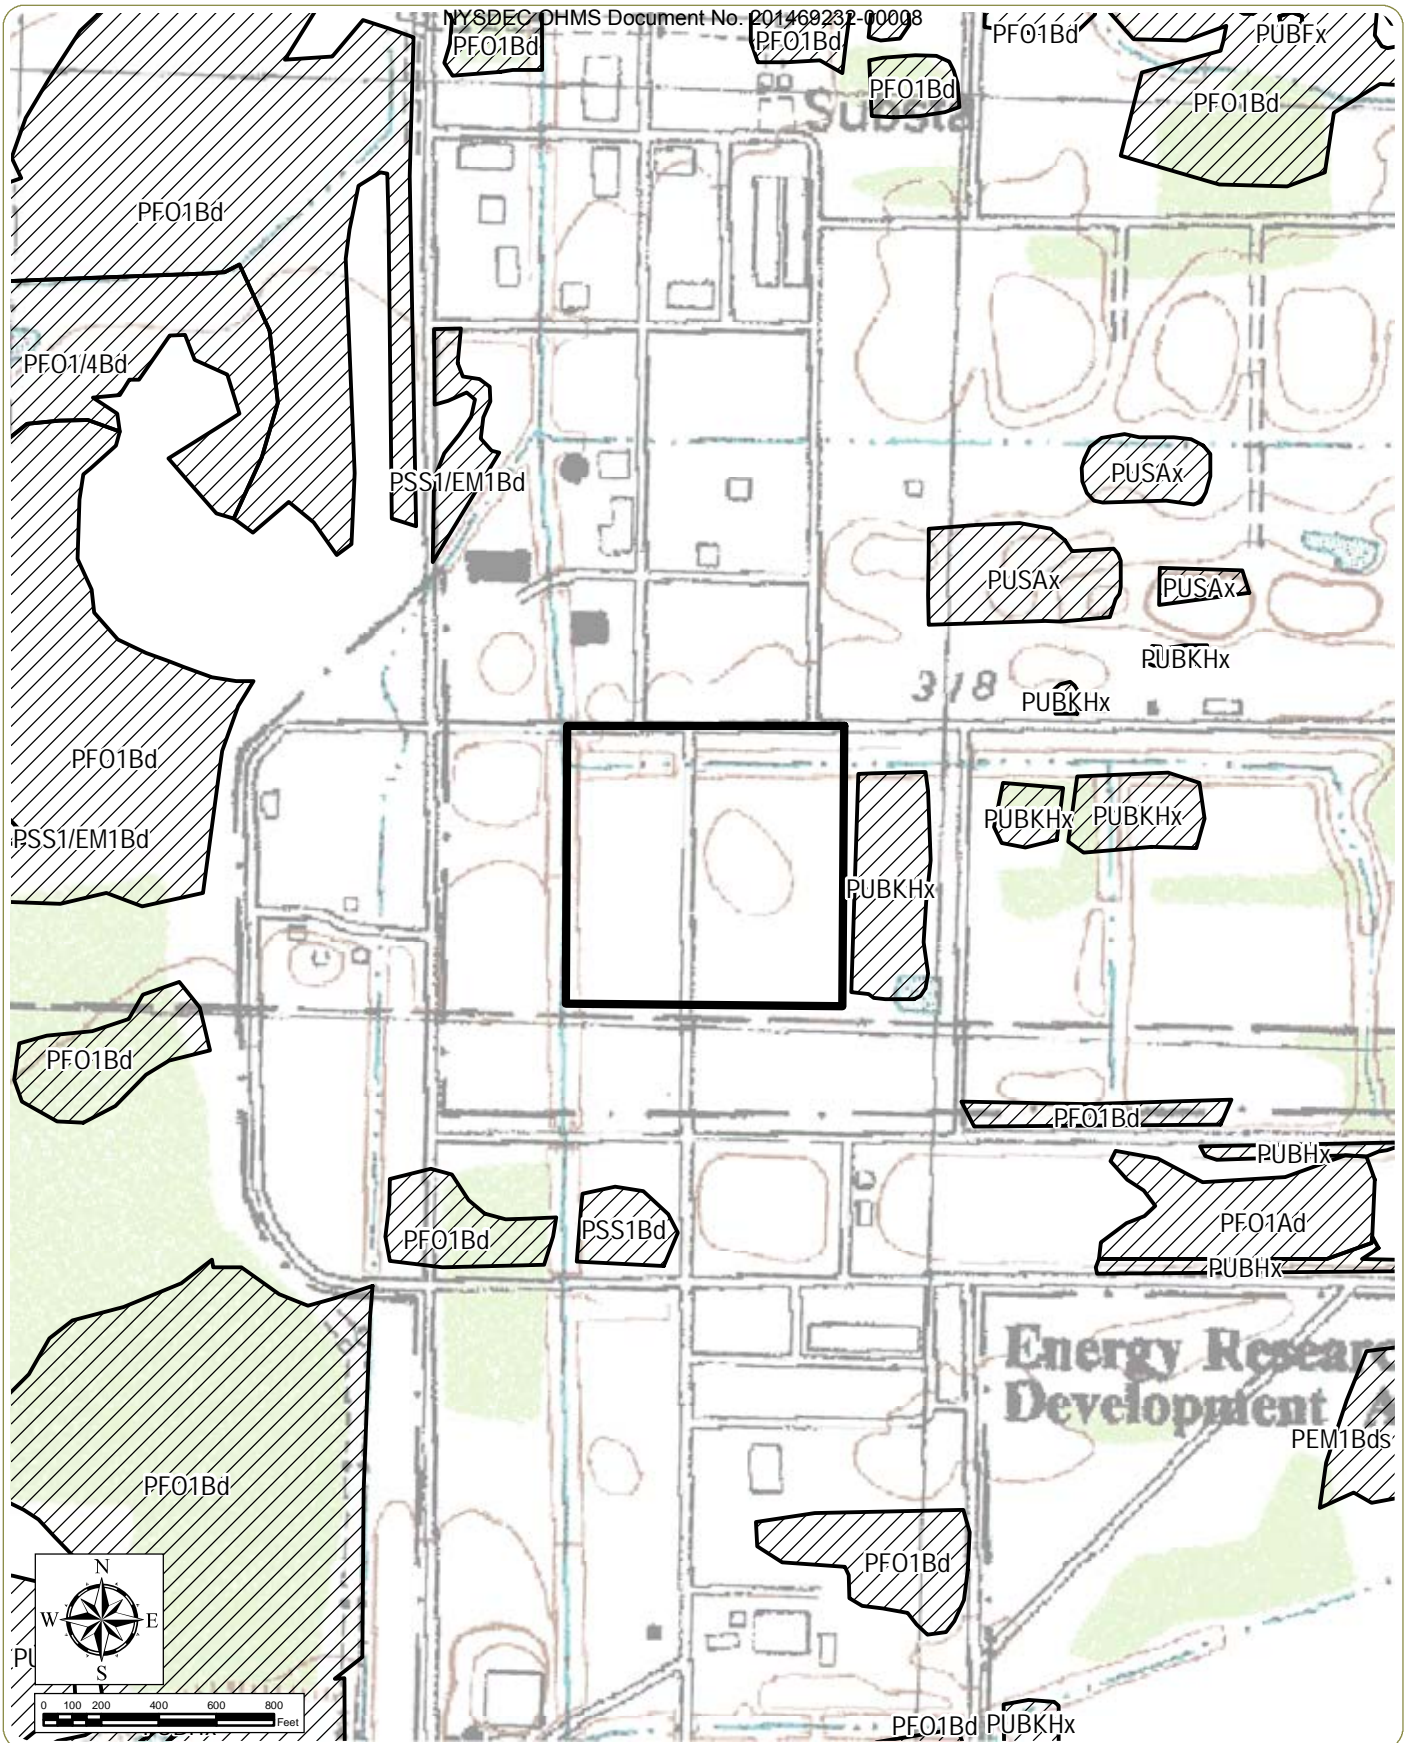 NYSDEC OHMS Document No. 201469232-00008
PFO1Bd
PFO1Bd
PFO1Bd
PUBFx
PFO1Bd
PFO1Bd
Substa
PFO1Bd
PFO1/4Bd
PSS1/EM1Bd
PUSAx
PUSAx
PUSAx
PUBKHx
318
PUBKHx
PFO1Bd
PUBKHx
PUBKHx
PSS1/EM1Bd
PUBKHx
PFO1Bd
PFO1Bd
PUBHx
PFO1Ad
PFO1Bd
PSS1Bd
PUBHx
Energy Researc
Development A
PEM1Bds
PFO1Bd
PFO1Bd
N
W E
S
0 100 200 400 600 800
Feet
PFO1Bd PUBKHx